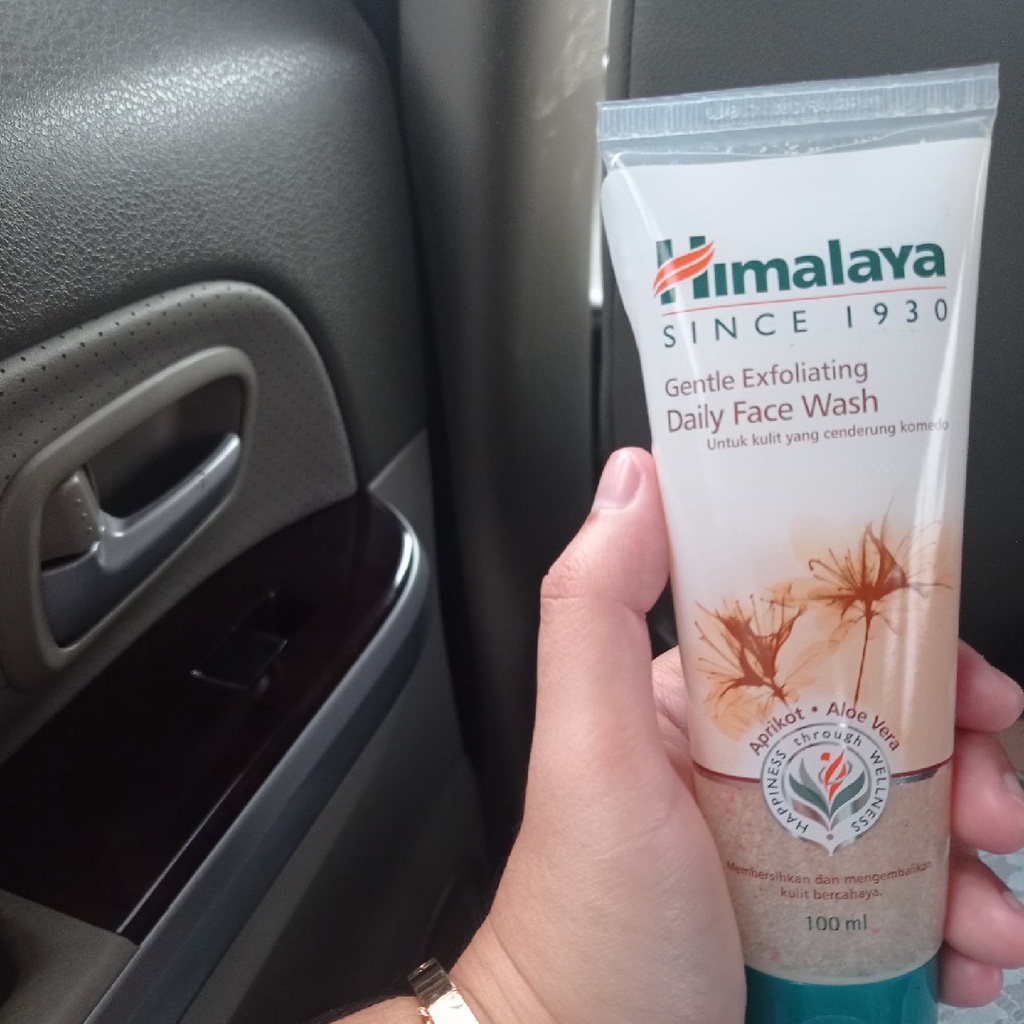 Himalaya
SINCE 1930
Gentle Exfoliating
Daily Face Wash
Untuk kulit yang cenderung komedo
Aprikot • Aloe Vera
HAPPINESS through WELLNESS
Membersihkan dan mengembalikan
kulit bercahaya.
100 ml